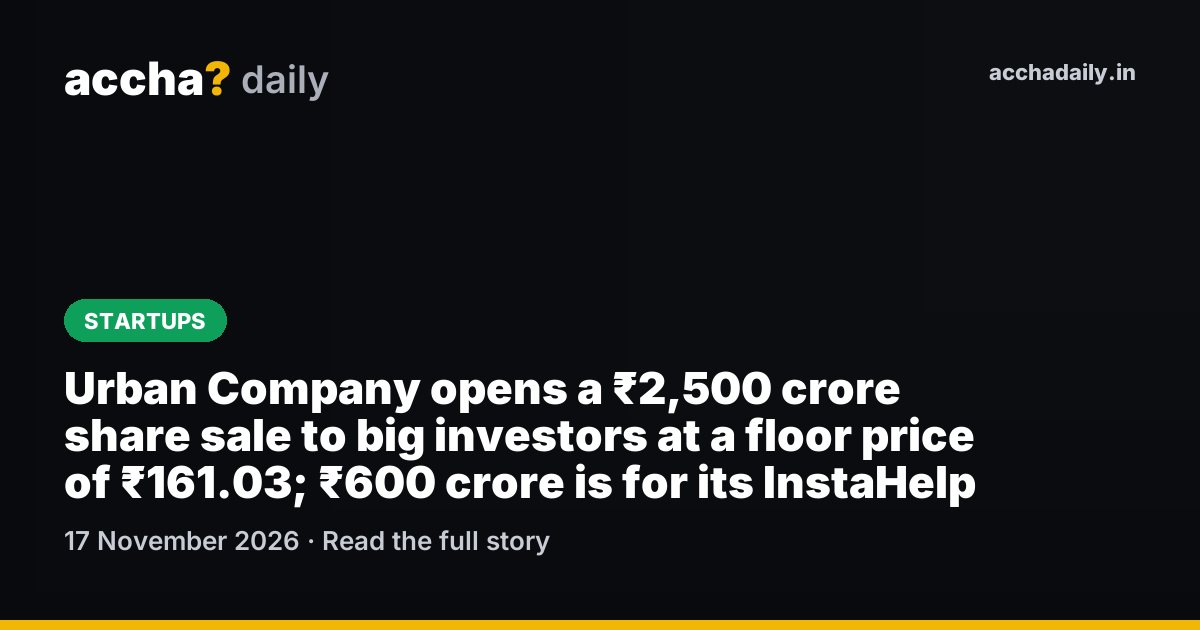 accha? daily
acchadaily.in
STARTUPS
Urban Company opens a ₹2,500 crore
share sale to big investors at a floor price
of ₹161.03; ₹600 crore is for its InstaHelp
17 November 2026 · Read the full story